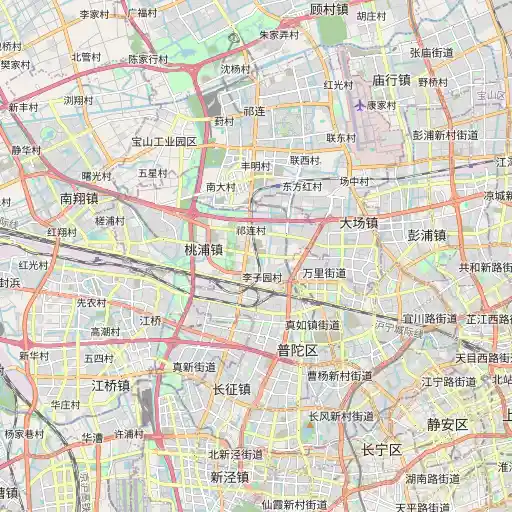 李家村
广福村
顾村镇
胡庄村
朱家弄村
张庙街道
北管村
陈家行村
沈杨村
樊家村
红光村
庙行镇
野桥村
宝山区
浏翔村
新丰村
祁连
康家村
葑村
宝山工业园区
联东村
彭浦新村街道
静华村
丰明村
联西村
曙光村
五星村
南大村
东方红村
场中村
南翔镇
凉城新
槎浦村
大场镇
红翔村
祁连村
彭浦镇
桃浦镇
红光村
李子园村
万里街道
共和新路街
封浜
先农村
江桥
真如镇街道
宜川路街道
芷江西路街
高潮村
沪宁城际线
新华村
五四村
普陀区
天目西路街
真新街道
曹杨新村街道
江桥镇
长征镇
江宁路街道
北站
华庄村
长风新村街道
静安区
杨家巷村
华漕
许浦村
长宁区
北新泾街道
新泾镇
湖南路街道
淮海
仙霞新村街道
天平路街道